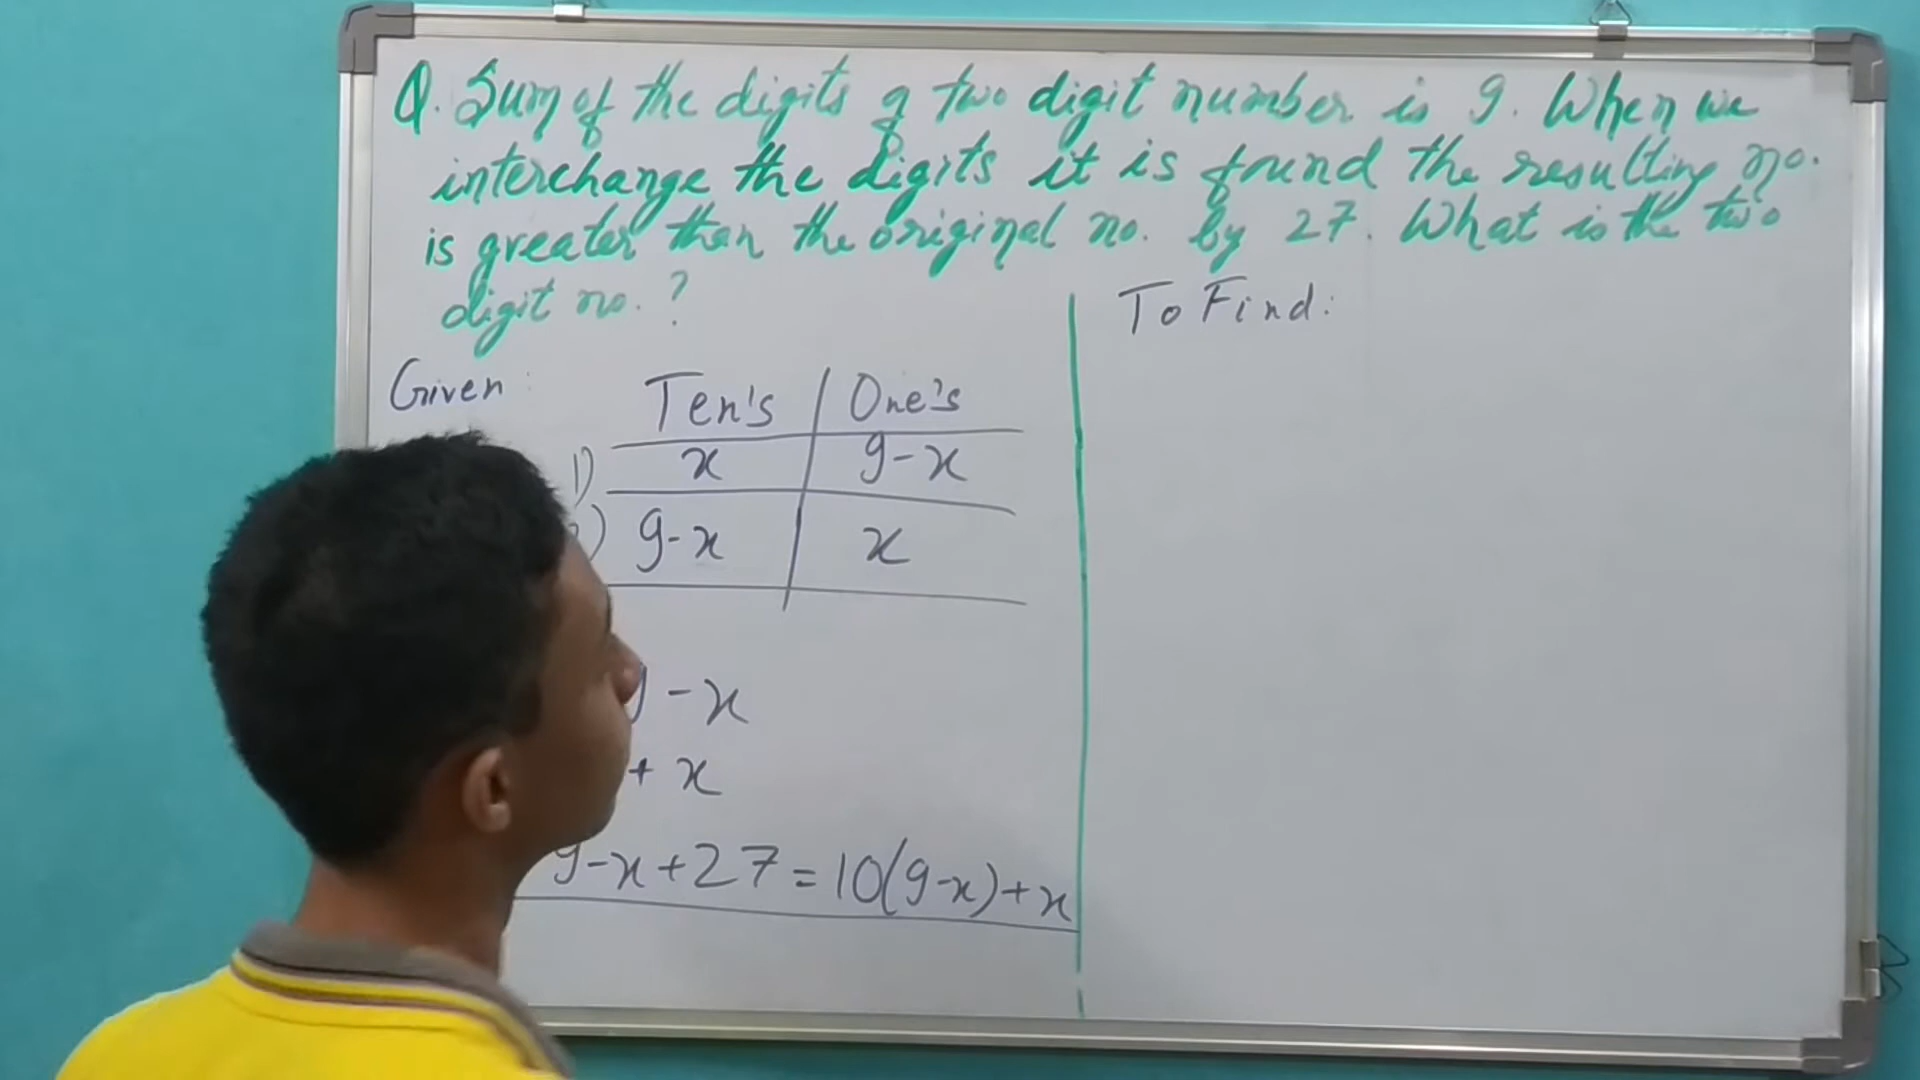 Q. Sum of the digits of two digit number is 9. When we
interchange the digits it is found the resulting no.
is greater than the original no. by 27. What is the two
digit no. ?
Given :
Ten's One's
1) x 9-x
2) 9-x x
-x
+ x
9-x+27 = 10(9-x)+x
To Find: